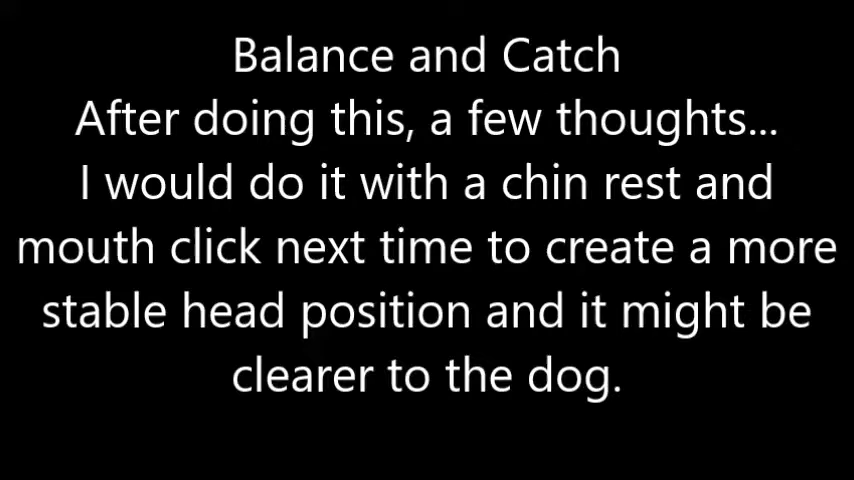 Balance and Catch
After doing this, a few thoughts...
I would do it with a chin rest and
mouth click next time to create a more
stable head position and it might be
clearer to the dog.